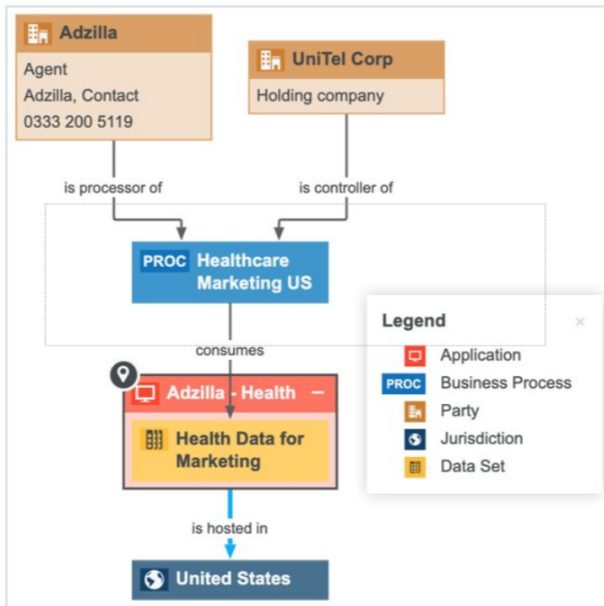 Adzilla
Agent
Adzilla, Contact
0333 200 5119
UniTel Corp
Holding company
is processor of
is controller of
PROC Healthcare
Marketing US
consumes
Adzilla - Health –
Health Data for
Marketing
is hosted in
United States
Legend ×
Application
PROC Business Process
Party
Jurisdiction
Data Set